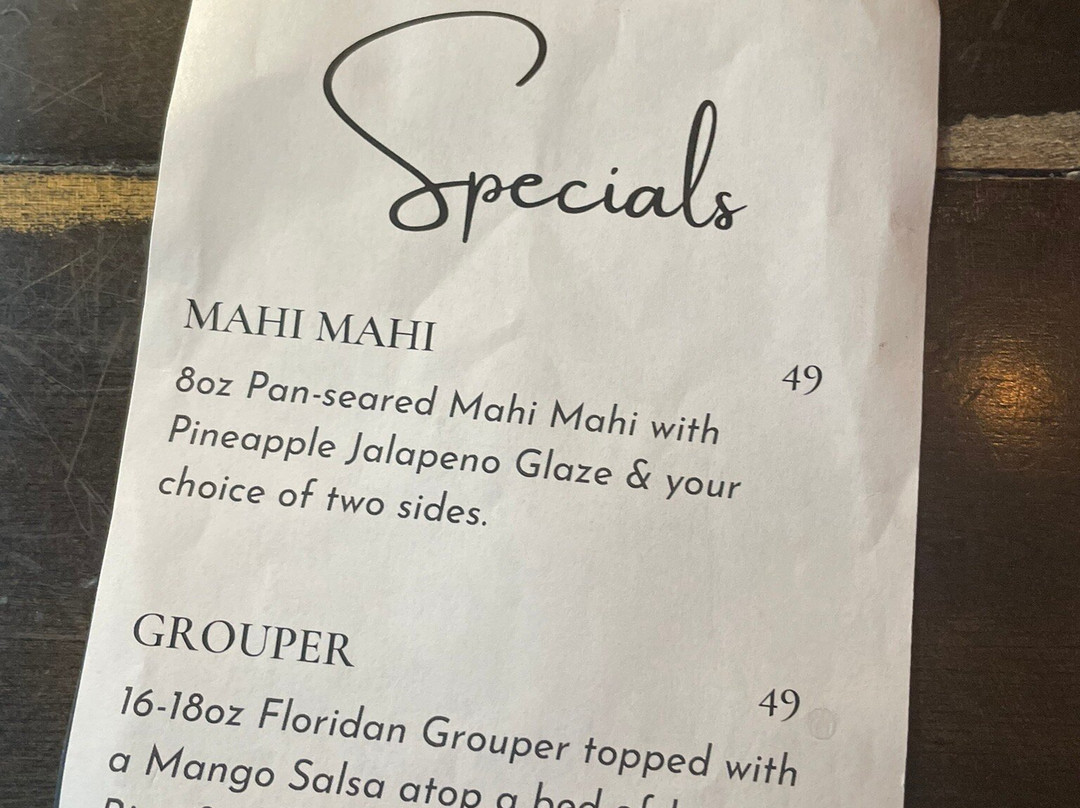 Specials
MAHI MAHI
49
8oz Pan-seared Mahi Mahi with
Pineapple Jalapeno Glaze & your
choice of two sides.
GROUPER
49
16-18oz Floridan Grouper topped with
a Mango Salsa atop a bed of